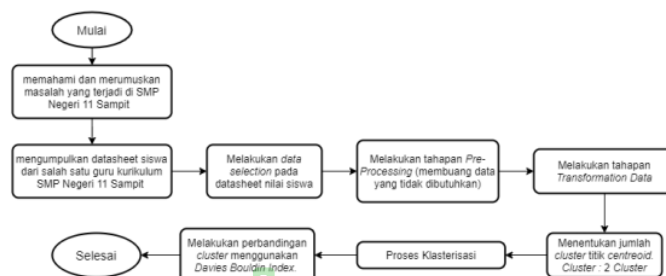 Mulai
memahami dan merumuskan
masalah yang terjadi di SMP
Negeri 11 Sampit
mengumpulkan datasheet siswa
dari salah satu guru kurikulum
SMP Negeri 11 Sampit
Melakukan data
selection pada
datasheet nilai siswa
Melakukan tahapan Pre-
Processing (membuang data
yang tidak dibutuhkan)
Melakukan tahapan
Transformation Data
Menentukan jumlah
cluster titik centreoid.
Cluster : 2 Cluster
Proses Klasterisasi
Melakukan perbandingan
cluster menggunakan
Davies Bouldin Index.
Selesai